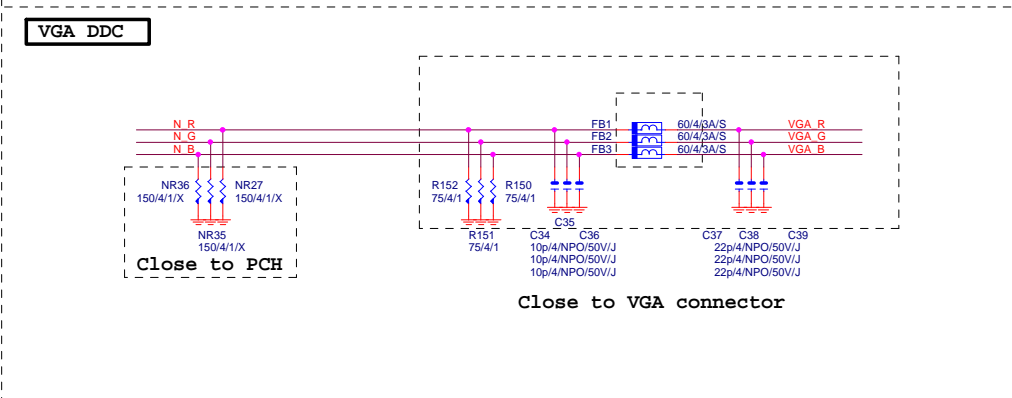 VGA DDC
N_R
N_G
N_B
FB1
FB2
FB3
60/4/3A/S
60/4/3A/S
60/4/3A/S
VGA_R
VGA_G
VGA_B
NR36
150/4/1/X
NR27
150/4/1/X
NR35
150/4/1/X
Close to PCH
R152
75/4/1
R150
75/4/1
R151
75/4/1
C35
C34 C36
10p/4/NPO/50V/J
10p/4/NPO/50V/J
10p/4/NPO/50V/J
C37 C38 C39
22p/4/NPO/50V/J
22p/4/NPO/50V/J
22p/4/NPO/50V/J
Close to VGA connector